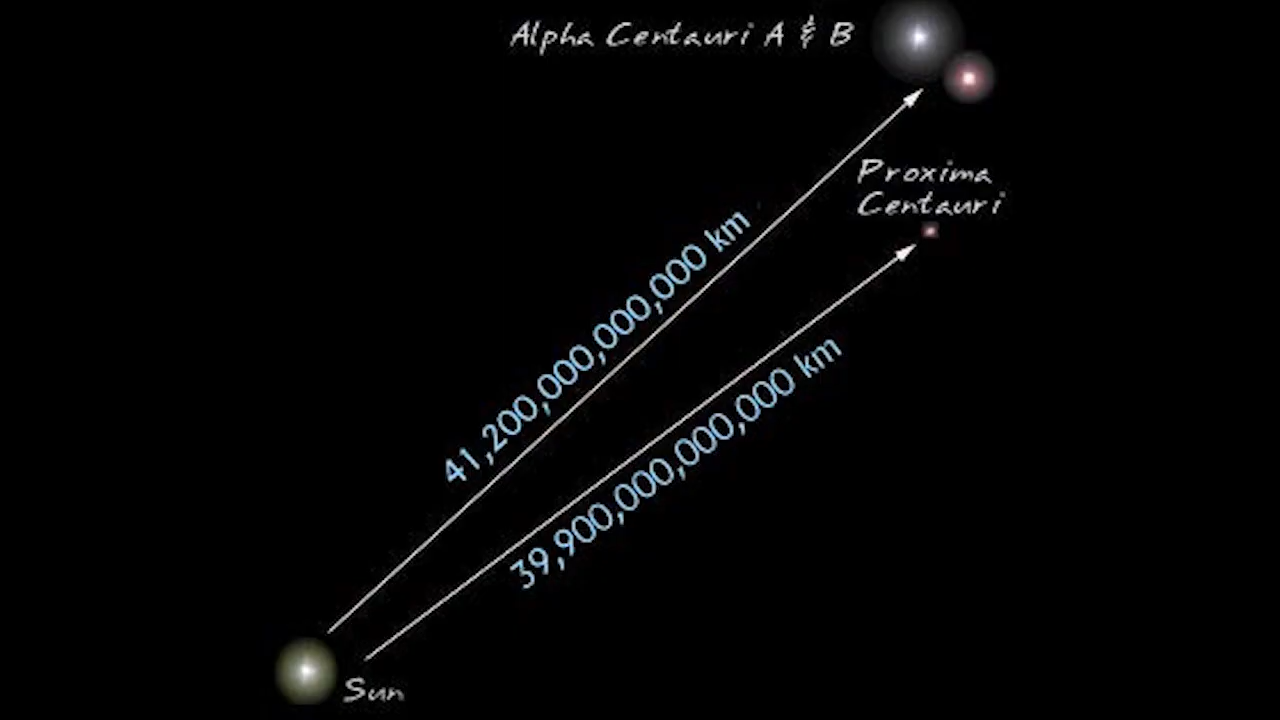 Alpha Centauri A & B
Proxima
Centauri
41,200,000,000,000 km
39,900,000,000,000 km
Sun